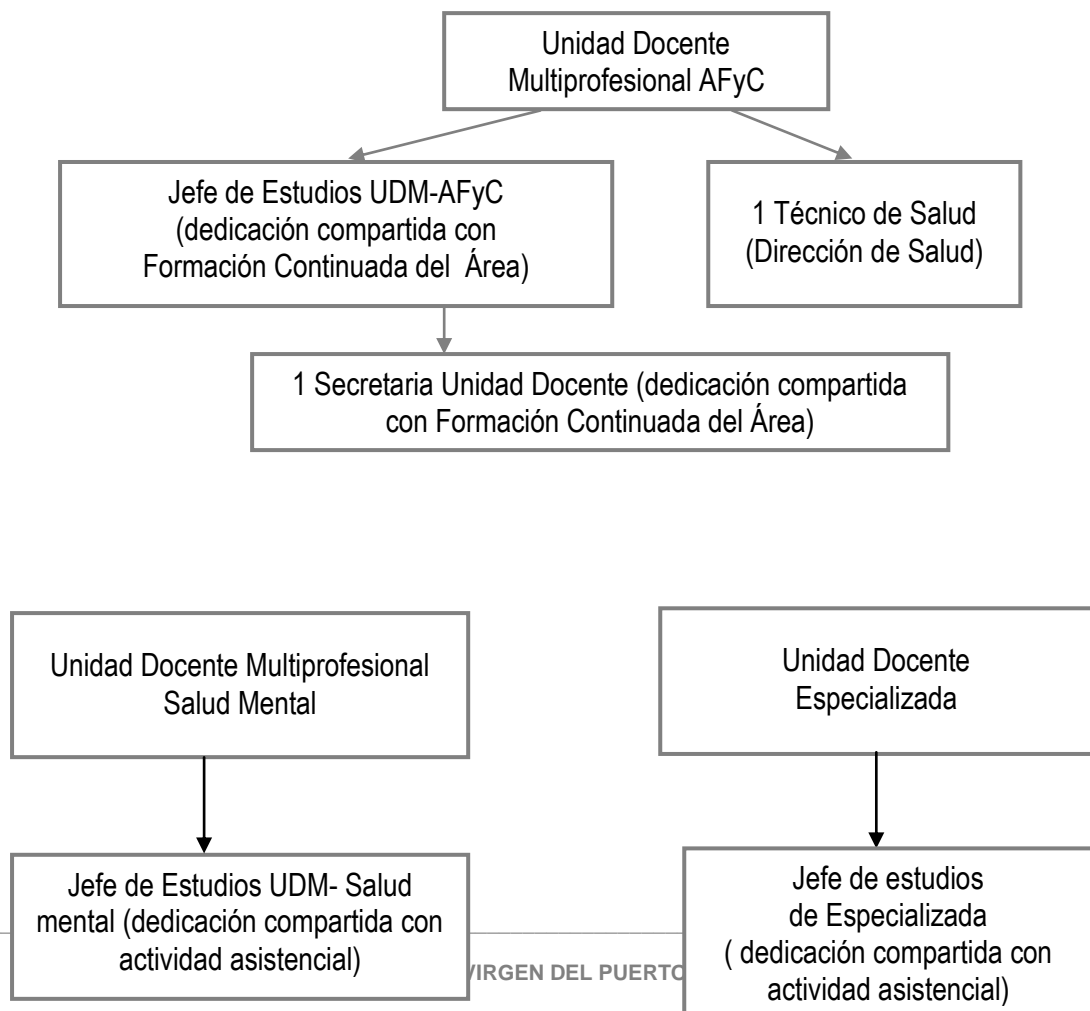 Unidad Docente
Multiprofesional AFyC
Jefe de Estudios UDM-AFyC
(dedicación compartida con
Formación Continuada del Área)
1 Técnico de Salud
(Dirección de Salud)
1 Secretaria Unidad Docente (dedicación compartida
con Formación Continuada del Área)
Unidad Docente Multiprofesional
Salud Mental
Unidad Docente
Especializada
Jefe de Estudios UDM- Salud
mental (dedicación compartida con
actividad asistencial)
Jefe de estudios
de Especializada
( dedicación compartida con
actividad asistencial)
VIRGEN DEL PUERTO